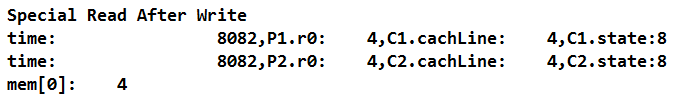 Special Read After Write
time:                8082,P1.r0:    4,C1.cachLine:    4,C1.state:8
time:                8082,P2.r0:    4,C2.cachLine:    4,C2.state:8
mem[0]:    4